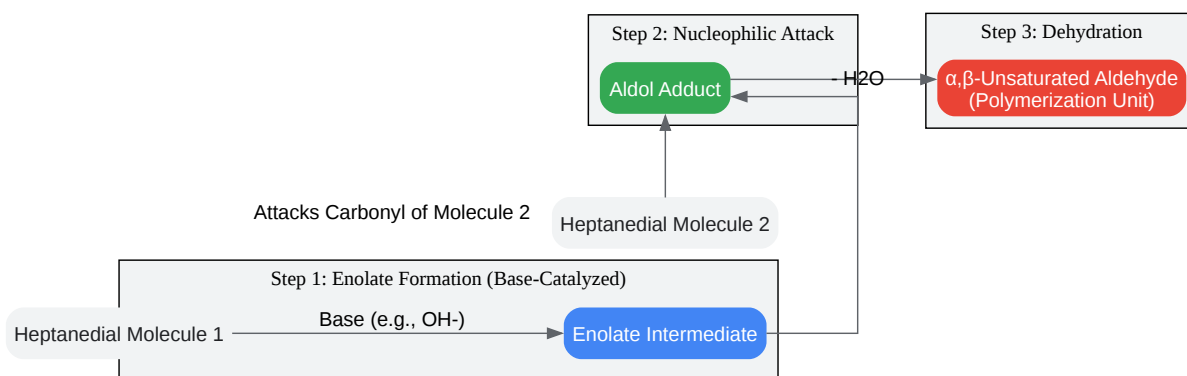 Step 2: Nucleophilic Attack
Step 3: Dehydration
Aldol Adduct
- H2O
α,β-Unsaturated Aldehyde
(Polymerization Unit)
Attacks Carbonyl of Molecule 2
Heptanedial Molecule 2
Step 1: Enolate Formation (Base-Catalyzed)
Heptanedial Molecule 1
Base (e.g., OH-)
Enolate Intermediate